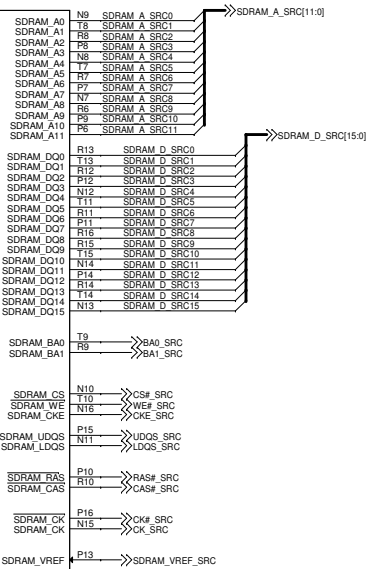 SDRAM_A0 N9 SDRAM_A_SRC0 SDRAM_A_SRC[11:0]
SDRAM_A1 T8 SDRAM_A_SRC1
SDRAM_A2 R8 SDRAM_A_SRC2
SDRAM_A3 P8 SDRAM_A_SRC3
SDRAM_A4 N8 SDRAM_A_SRC4
SDRAM_A5 T7 SDRAM_A_SRC5
SDRAM_A6 R7 SDRAM_A_SRC6
SDRAM_A7 P7 SDRAM_A_SRC7
SDRAM_A8 N7 SDRAM_A_SRC8
SDRAM_A9 R6 SDRAM_A_SRC9
SDRAM_A10 P9 SDRAM_A_SRC10
SDRAM_A11 P6 SDRAM_A_SRC11
SDRAM_D_SRC[15:0]
SDRAM_DQ0 R13 SDRAM_D_SRC0
SDRAM_DQ1 T13 SDRAM_D_SRC1
SDRAM_DQ2 R12 SDRAM_D_SRC2
SDRAM_DQ3 P12 SDRAM_D_SRC3
SDRAM_DQ4 N12 SDRAM_D_SRC4
SDRAM_DQ5 T11 SDRAM_D_SRC5
SDRAM_DQ6 R11 SDRAM_D_SRC6
SDRAM_DQ7 P11 SDRAM_D_SRC7
SDRAM_DQ8 R16 SDRAM_D_SRC8
SDRAM_DQ9 R15 SDRAM_D_SRC9
SDRAM_DQ10 T15 SDRAM_D_SRC10
SDRAM_DQ11 N14 SDRAM_D_SRC11
SDRAM_DQ12 P14 SDRAM_D_SRC12
SDRAM_DQ13 R14 SDRAM_D_SRC13
SDRAM_DQ14 T14 SDRAM_D_SRC14
SDRAM_DQ15 N13 SDRAM_D_SRC15
SDRAM_BA0 T9 BA0_SRC
SDRAM_BA1 R9 BA1_SRC
SDRAM_CS N10 CS#_SRC
SDRAM_WE T10 WE#_SRC
SDRAM_CKE N16 CKE_SRC
SDRAM_UDQS P15 UDQS_SRC
SDRAM_LDQS N11 LDQS_SRC
SDRAM_RAS P10 RAS#_SRC
SDRAM_CAS R10 CAS#_SRC
SDRAM_CK P16 CK#_SRC
SDRAM_CK N15 CK_SRC
SDRAM_VREF P13 SDRAM_VREF_SRC